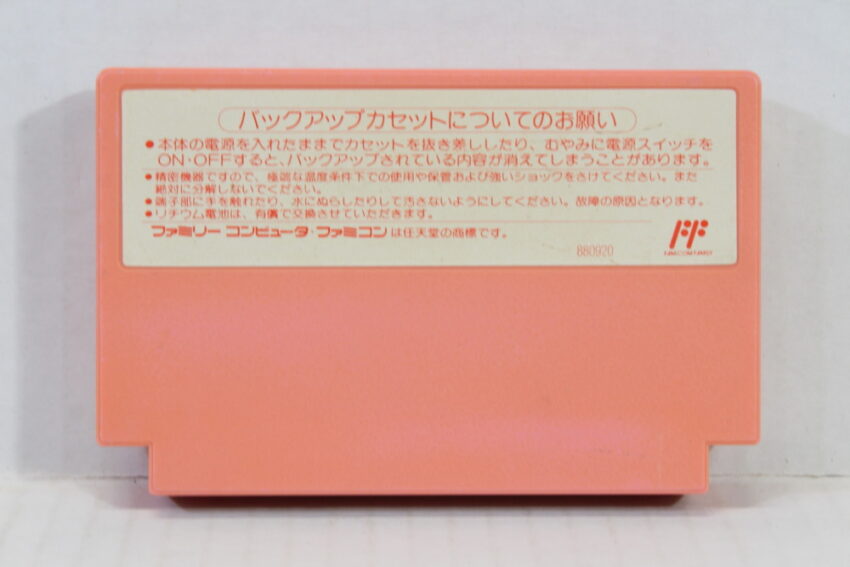 バックアップカセットについてのお願い
●本体の電源を入れたままでカセットを抜き差ししたり、むやみに電源スイッチを
ON・OFFすると、バックアップされている内容が消えてしまうことがあります。
●精密機器ですので、極端な温度条件下での使用や保管および強いショックをさけてください。また
絶対に分解しないでください。
●端子部に手を触れたり、水にぬらしたりして汚さないようにしてください。故障の原因となります。
●リチウム電池は、有償で交換させていただきます。
ファミリー コンピュータ・ファミコンは任天堂の商標です。
880920